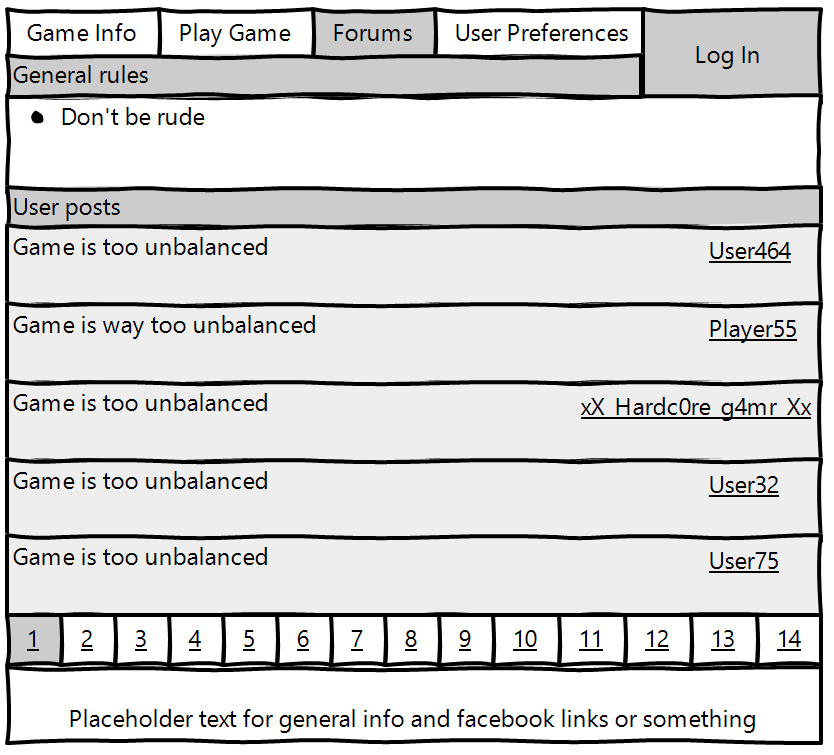 Game Info Play Game Forums User Preferences Log In
General rules
Don't be rude
User posts
Game is too unbalanced User464
Game is way too unbalanced Player55
Game is too unbalanced xX_Hardc0re_g4mr_Xx
Game is too unbalanced User32
Game is too unbalanced User75
1 2 3 4 5 6 7 8 9 10 11 12 13 14
Placeholder text for general info and facebook links or something